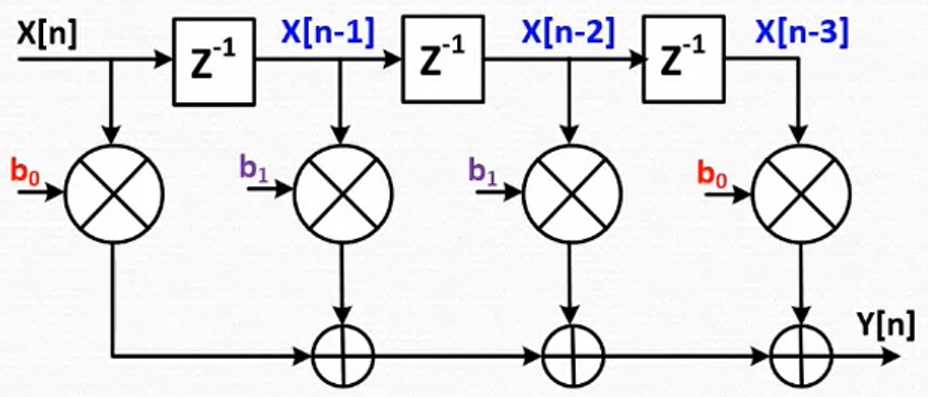 X[n]
Z⁻¹
X[n-1]
Z⁻¹
X[n-2]
Z⁻¹
X[n-3]
b₀
b₁
b₁
b₀
Y[n]